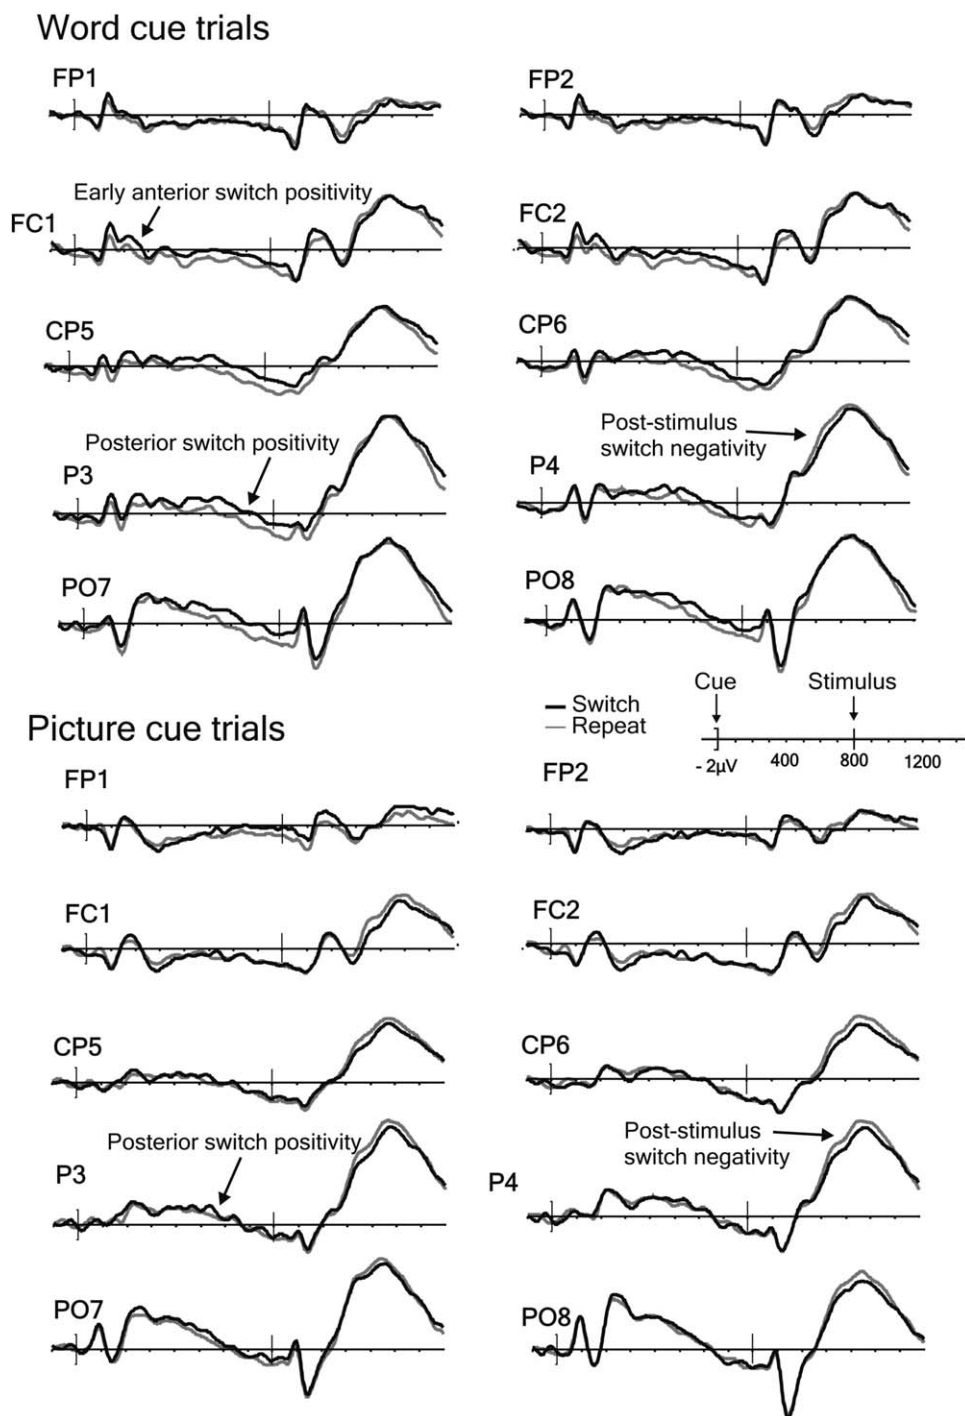 Word cue trials
FP1
FP2
Early anterior switch positivity
FC1
FC2
CP5
CP6
Posterior switch positivity
Post-stimulus
switch negativity
P3
P4
PO7
PO8
Cue
Stimulus
Switch
Repeat
- 2µV
400
800
1200
Picture cue trials
FP1
FP2
FC1
FC2
CP5
CP6
Posterior switch positivity
Post-stimulus
switch negativity
P3
P4
PO7
PO8